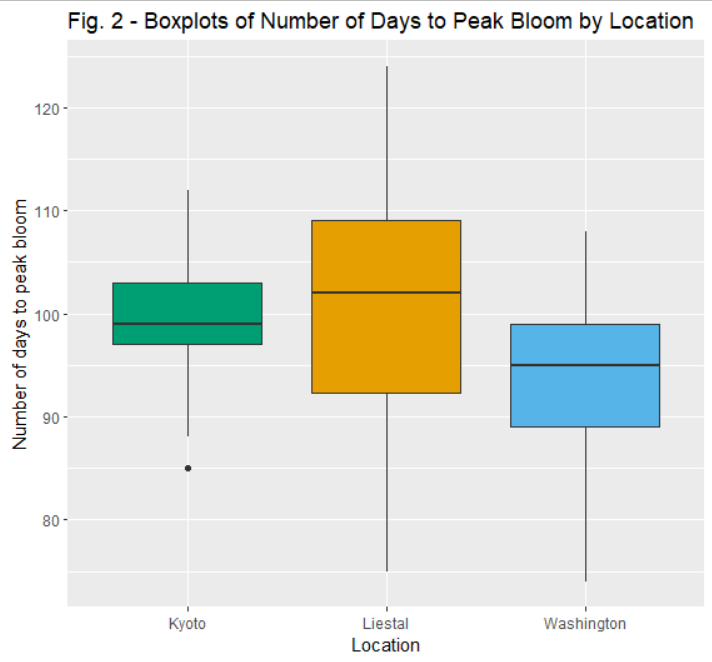 Fig. 2 - Boxplots of Number of Days to Peak Bloom by Location
Number of days to peak bloom
120
110
100
90
80
Kyoto
Liestal
Washington
Location